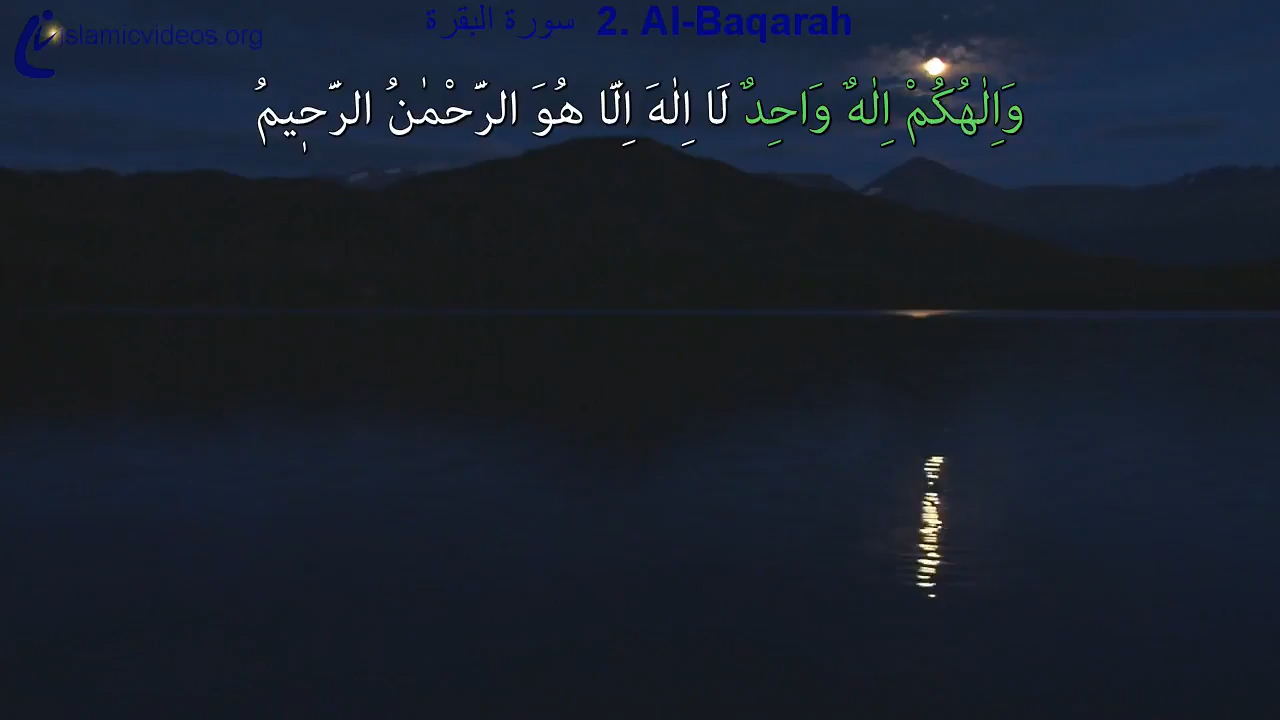 islamicvideos.org
سورة البقرة 2. Al-Baqarah
وَاِلٰهُكُمْ اِلٰهٌ وَاحِدٌ لَا اِلٰهَ اِلَّا هُوَ الرَّحْمٰنُ الرَّحٖيمُ